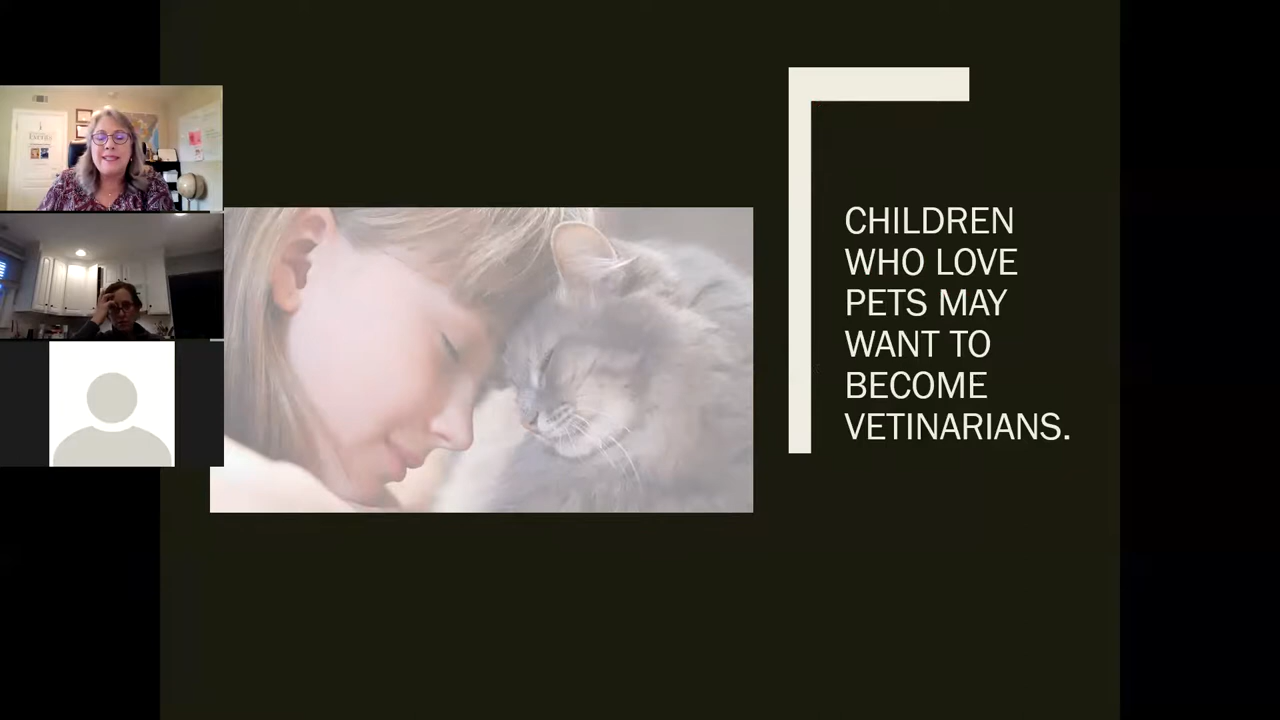 CHILDREN
WHO LOVE
PETS MAY
WANT TO
BECOME
VETINARIANS.